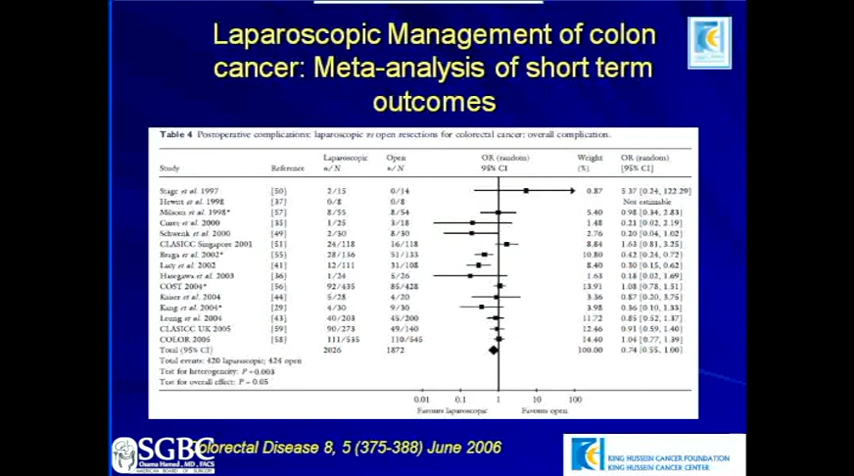 Laparoscopic Management of colon
cancer: Meta-analysis of short term
outcomes
Table 4 Postoperative complications: laparoscopic vs open resections for colorectal cancer: overall complication.
Laparoscopic Open OR (random) Weight OR (random)
Study Reference n/N n/N 95% CI (%) [95% CI]
Stage et al. 1997 [50] 2/15 0/14 0.87 5.37 [0.24, 122.29]
Hewett 1998 [37] 0/8 0/8 Not estimable
Milsom et al. 1998* [57] 8/55 8/54 5.40 0.98 [0.34, 2.83]
Curet et al. 2000 [35] 1/25 3/18 1.48 0.21 [0.02, 2.19]
Schwenk et al. 2000 [49] 2/30 8/30 2.76 0.20 [0.04, 1.02]
CLASICC Singapore 2001 [51] 24/118 16/118 8.84 1.63 [0.81, 3.25]
Braga et al. 2002* [55] 28/136 51/133 10.80 0.42 [0.24, 0.72]
Lacy et al. 2002 [41] 12/111 31/108 8.40 0.30 [0.15, 0.62]
Hasegawa et al. 2003 [36] 1/24 5/26 1.63 0.18 [0.02, 1.69]
COST 2004* [56] 92/435 85/428 13.91 1.08 [0.78, 1.51]
Kaiser et al. 2004 [44] 5/28 4/20 3.36 0.87 [0.20, 3.75]
Kang et al. 2004* [29] 4/30 9/30 3.98 0.36 [0.10, 1.33]
Leung et al. 2004 [43] 40/203 45/200 11.72 0.85 [0.52, 1.37]
CLASICC UK 2005 [59] 90/273 49/140 12.46 0.91 [0.59, 1.40]
COLOR 2005 [58] 111/535 110/545 14.40 1.04 [0.77, 1.39]
Total (95% CI) 2026 1872 100.00 0.74 [0.55, 1.00]
Total events: 420 laparoscopic; 424 open
Test for heterogeneity: P =0.003
Test for overall effect: P = 0.05
0.01 0.1 1 10 100
Favours laparoscopic Favours open
Colorectal Disease 8, 5 (375-388) June 2006
SGBC
AMERICAN BOARD OF SURGERY
Osama Hamed, MD, FACS
KING HUSSEIN CANCER FOUNDATION
KING HUSSEIN CANCER CENTER